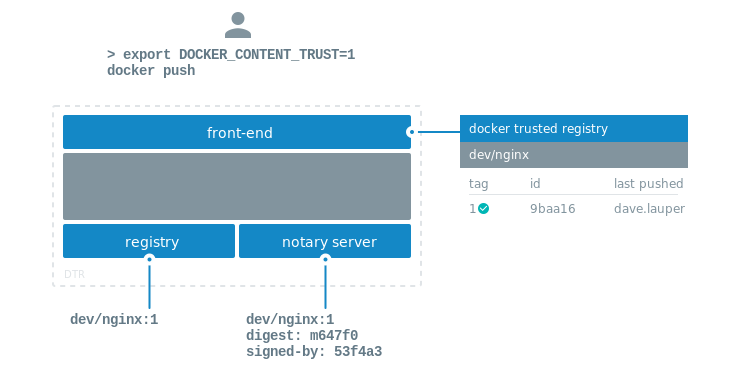 > export DOCKER_CONTENT_TRUST=1
docker push
front-end
registry
notary server
DTR
dev/nginx:1
dev/nginx:1
digest: m647f0
signed-by: 53f4a3
docker trusted registry
dev/nginx
tag id last pushed
1 9baa16 dave.lauper